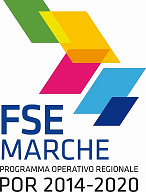 FSE
MARCHE
PROGRAMMA OPERATIVO REGIONALE
POR 2014-2020